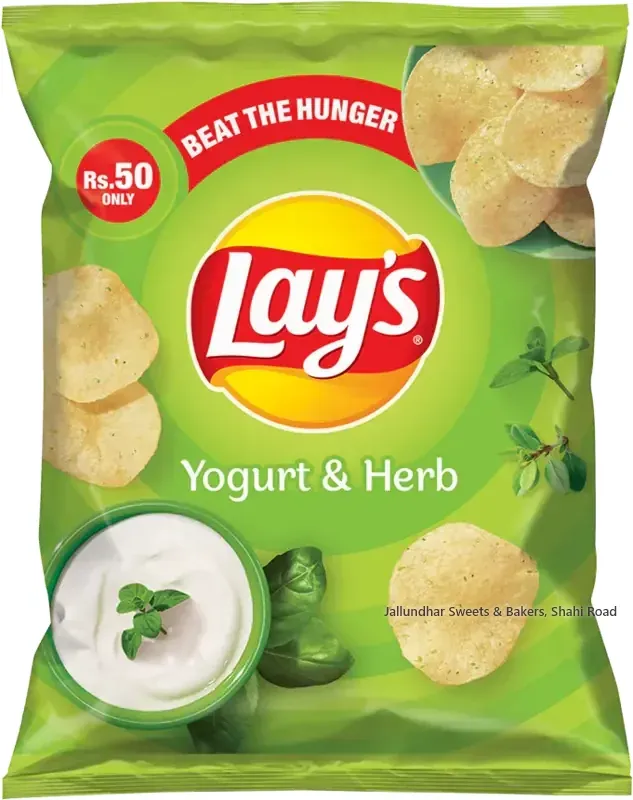 BEAT THE HUNGER
Rs.50
ONLY
Lay's®
Yogurt & Herb
Jallundhar Sweets & Bakers, Shahi Road